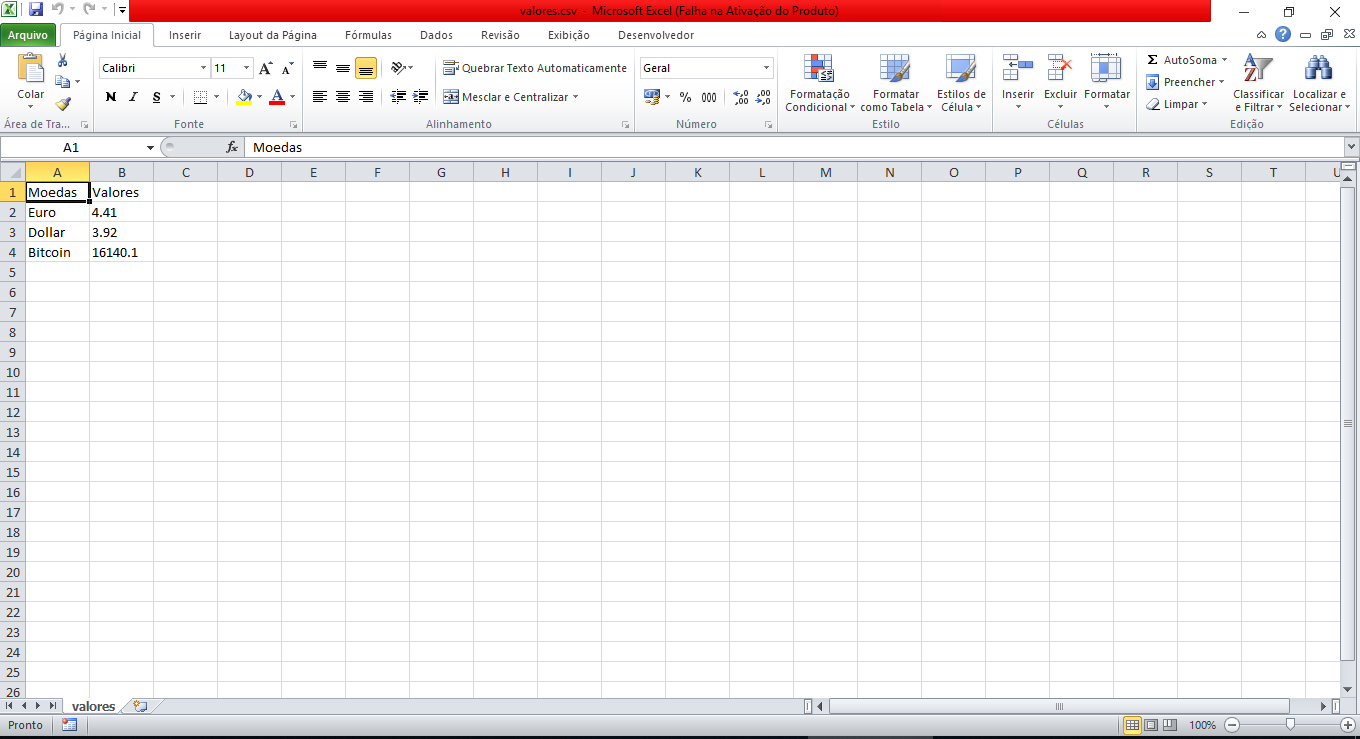 valores.csv - Microsoft Excel (Falha na Ativação do Produto)
Arquivo Página Inicial Inserir Layout da Página Fórmulas Dados Revisão Exibição Desenvolvedor
Colar
Área de Tra...
Calibri 11
N I S
Fonte
Quebrar Texto Automaticamente
Mesclar e Centralizar
Alinhamento
Geral
% 000
Número
Formatação Condicional
Formatar como Tabela
Estilos de Célula
Estilo
Inserir Excluir Formatar
Células
Σ AutoSoma
Preencher
Limpar
Classificar e Filtrar
Localizar e Selecionar
Edição
A1 fx Moedas
A B C D E F G H I J K L M N O P Q R S T U
1 Moedas Valores
2 Euro 4.41
3 Dollar 3.92
4 Bitcoin 16140.1
5
6
7
8
9
10
11
12
13
14
15
16
17
18
19
20
21
22
23
24
25
26
valores
Pronto 100%